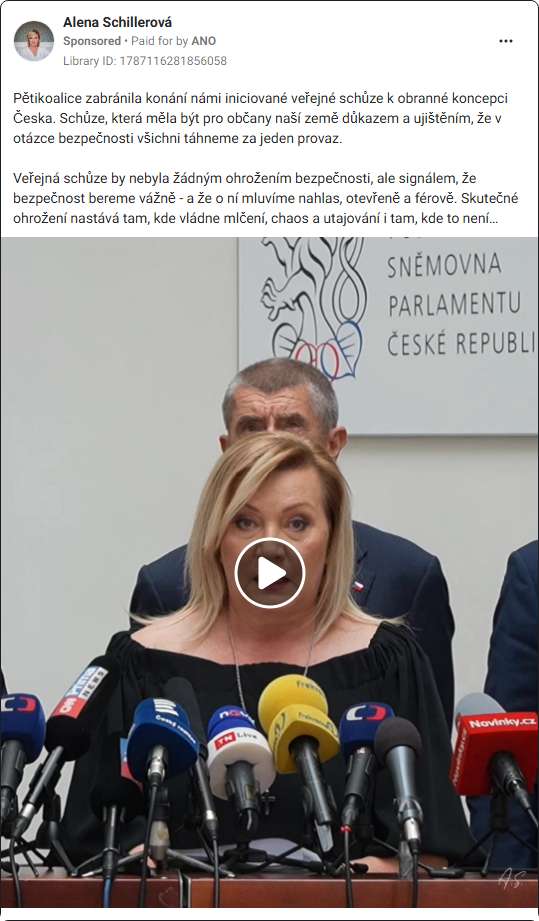 Alena Schillerová
Sponsored • Paid for by ANO
Library ID: 1787116281856058
Pětikoalice zabránila konání námi iniciované veřejné schůze k obranné koncepci
Česka. Schůze, která měla být pro občany naší země důkazem a ujištěním, že v
otázce bezpečnosti všichni táhneme za jeden provaz.
Veřejná schůze by nebyla žádným ohrožením bezpečnosti, ale signálem, že
bezpečnost bereme vážně - a že o ní mluvíme nahlas, otevřeně a férově. Skutečné
ohrožení nastává tam, kde vládne mlčení, chaos a utajování i tam, kde to není...
SNĚMOVNA
PARLAMENTU
ČESKÉ REPUBLI
CNN
PRIMA
NEWS
Český rozhlas
NOVA
TN Live
frekvence
Novinky.cz
A.S.